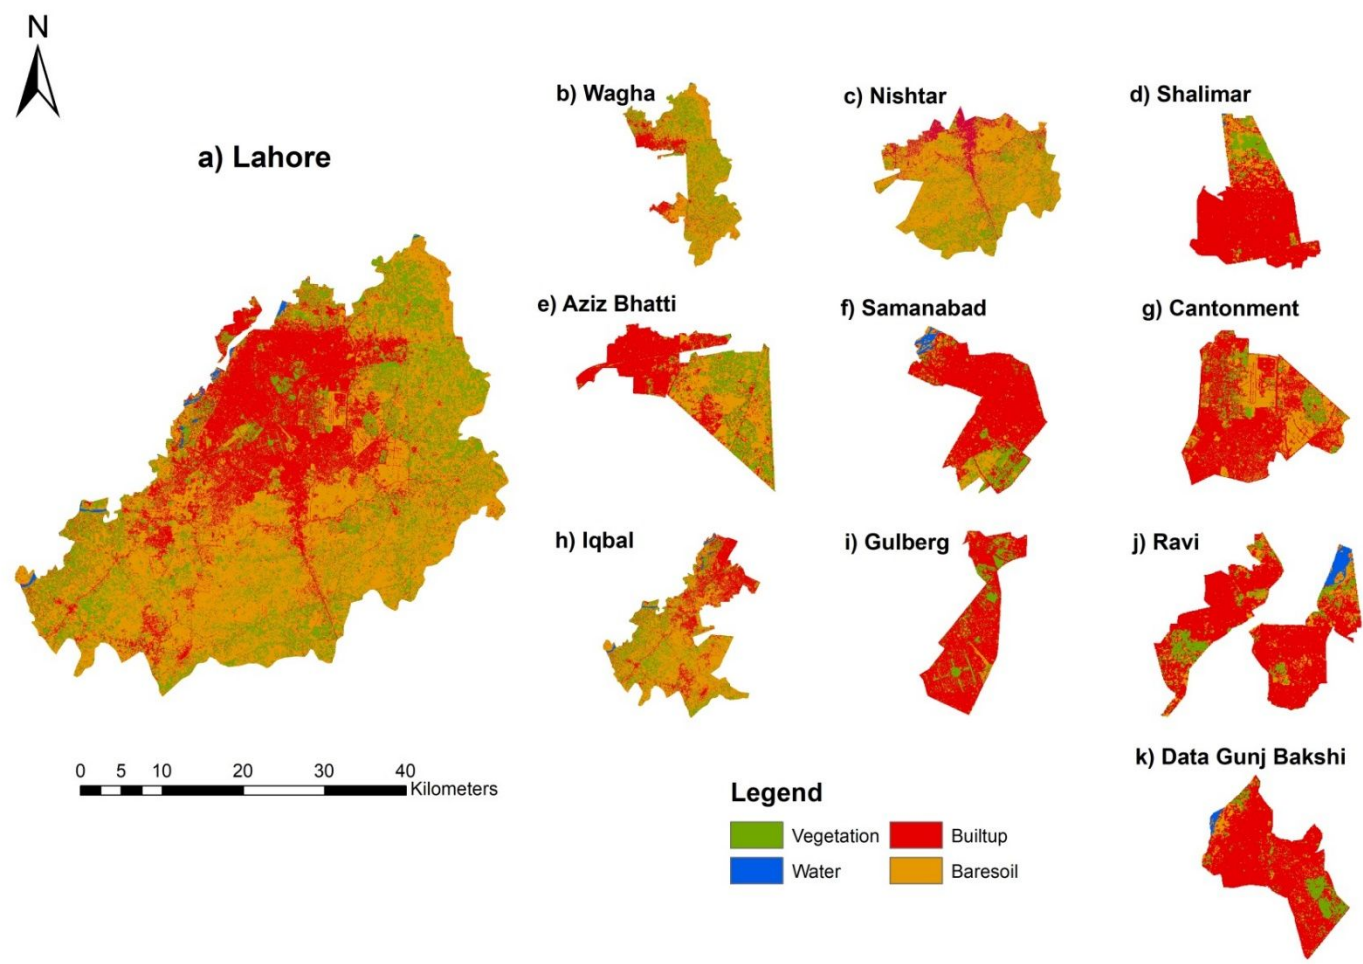 N
a) Lahore
b) Wagha
c) Nishtar
d) Shalimar
e) Aziz Bhatti
f) Samanabad
g) Cantonment
h) Iqbal
i) Gulberg
j) Ravi
k) Data Gunj Bakshi
0 5 10 20 30 40
Kilometers
Legend
Vegetation
Builtup
Water
Baresoil